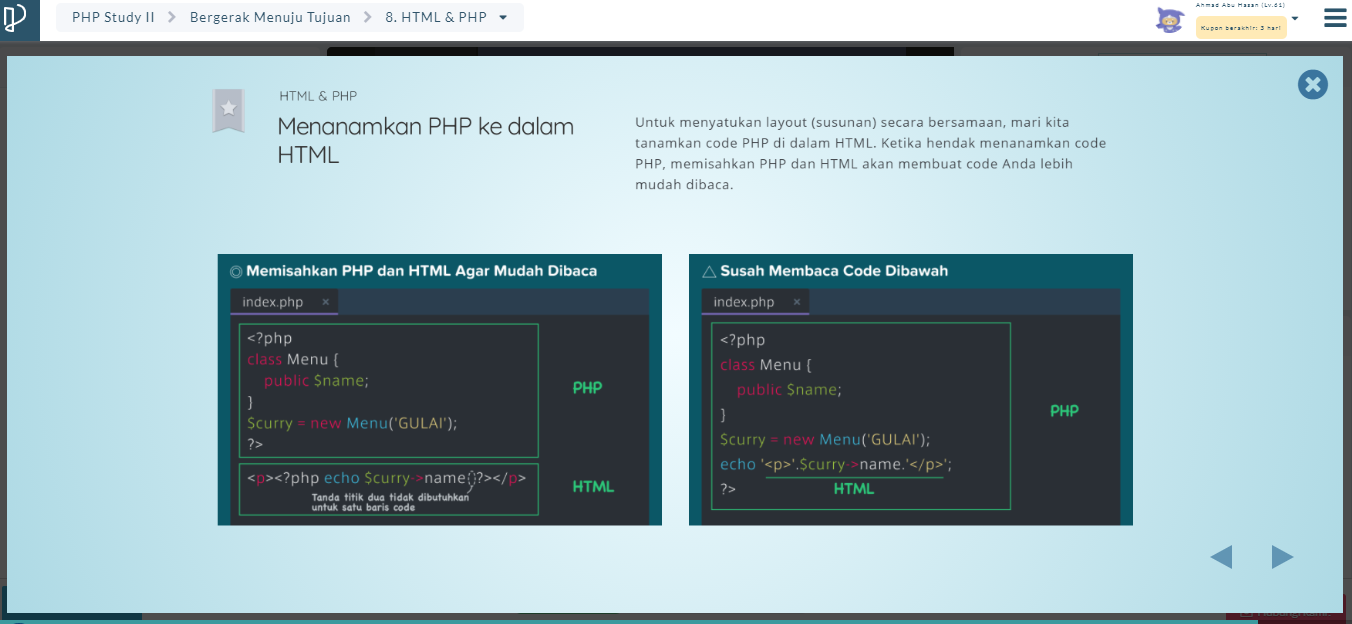 PHP Study II
Bergerak Menuju Tujuan
8. HTML & PHP
Ahmad Abu Hasan (Lv.61)
Kupon berakhir: 3 hari
HTML & PHP
Menanamkan PHP ke dalam
HTML
Untuk menyatukan layout (susunan) secara bersamaan, mari kita
tanamkan code PHP di dalam HTML. Ketika hendak menanamkan code
PHP, memisahkan PHP dan HTML akan membuat code Anda lebih
mudah dibaca.
Memisahkan PHP dan HTML Agar Mudah Dibaca
index.php ×
<?php
class Menu {
public $name;
}
$curry = new Menu('GULAI');
?>
PHP
<p><?php echo $curry->name ?></p>
Tanda titik dua tidak dibutuhkan
untuk satu baris code
HTML
Susah Membaca Code Dibawah
index.php ×
<?php
class Menu {
public $name;
}
$curry = new Menu('GULAI');
echo '<p>'.$curry->name.'</p>';
?>
HTML
PHP